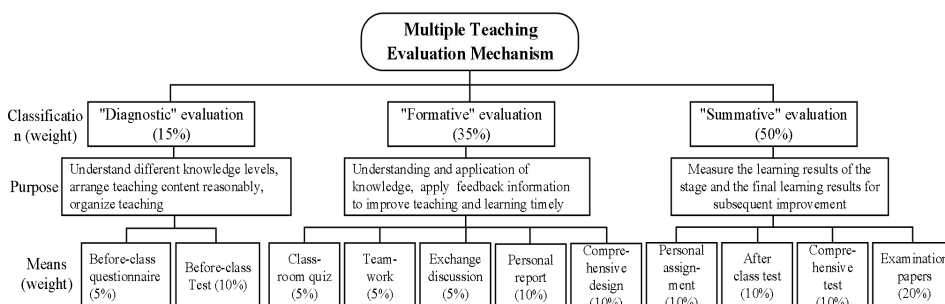 Multiple Teaching
Evaluation Mechanism
Classificatio
n (weight)
"Diagnostic" evaluation
(15%)
"Formative" evaluation
(35%)
"Summative" evaluation
(50%)
Purpose
Understand different knowledge levels,
arrange teaching content reasonably,
organize teaching
Understanding and application of
knowledge, apply feedback information
to improve teaching and learning timely
Measure the learning results of
the stage and the final learning results for
subsequent improvement
Means
(weight)
Before-class
questionnaire
(5%)
Before-class
Test (10%)
Class-
room quiz
(5%)
Team-
work
(5%)
Exchange
discussion
(5%)
Personal
report
(10%)
Compre-
hensive
design
(10%)
Personal
assign-
ment
(10%)
After
class test
(10%)
Compre-
hensive
test
(10%)
Examination
papers
(20%)